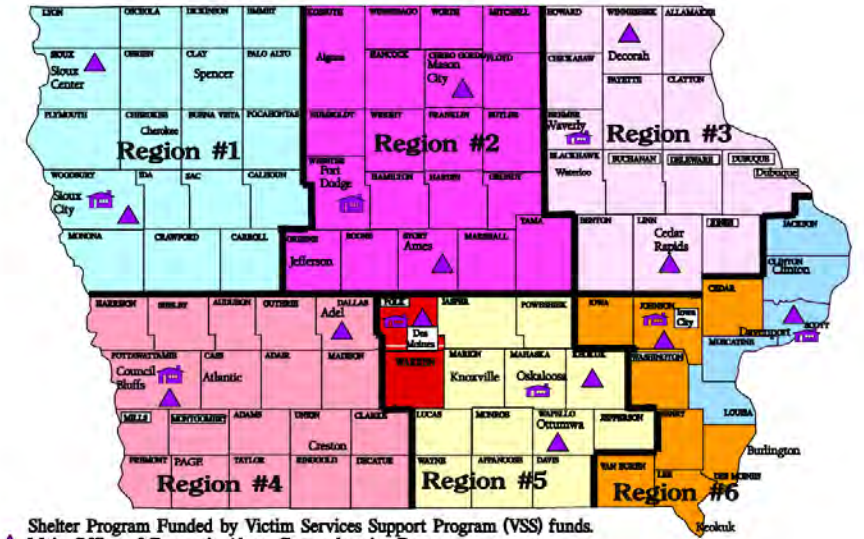 LYON OSCEOLA DICKINSON EMMET KOSSUTH WINNEBAGO WORTH MITCHELL HOWARD WINNESHIEK ALLAMAKEE
SIOUX OBRIEN CLAY PALO ALTO Algona HANCOCK CERRO GORDO FLOYD CHICKASAW Decorah
Sioux Center Spencer Mason City FAYETTE CLAYTON
PLYMOUTH CHEROKEE BUENA VISTA POCAHONTAS HUMBOLDT WRIGHT FRANKLIN BUTLER BREMER
Cherokee Waverly
Region #1 Region #2 Region #3
WEBSTER BLACKHAWK BUCHANAN DELEWARE DUBUQUE
WOODBURY IDA SAC CALHOUN Fort Dodge HAMILTON HARDIN GRUNDY Waterloo Dubuque
Sioux City
TAMA BENTON LINN JONES JACKSON
MONONA CRAWFORD CARROLL GREENE BOONE STORY MARSHALL Cedar Rapids
Jefferson Ames CLINTON
Clinton
CEDAR
HARRISON SHELBY AUDUBON GUTHRIE DALLAS POLK JASPER POWESHIEK IOWA JOHNSON
Adel Des Moines Iowa City Davenport SCOTT
MUSCATINE
POTTAWATTAMIE CASS ADAIR MADISON WARREN MARION MAHASKA KEOKUK WASHINGTON
Council Bluffs Atlantic Knoxville Oskaloosa
MILLS MONTGOMERY ADAMS UNION CLARKE LUCAS MONROE WAPELLO JEFFERSON HENRY LOUISA
Creston Ottumwa
Burlington
FREMONT PAGE TAYLOR RINGGOLD DECATUR WAYNE APPANOOSE DAVIS VAN BUREN LEE DES MOINES
Region #4 Region #5 Region #6
Keokuk
Shelter Program Funded by Victim Services Support Program (VSS) funds.